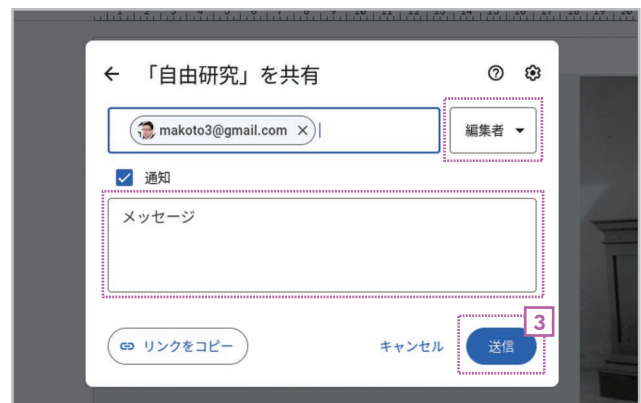 「自由研究」を共有
makoto3@gmail.com
編集者
通知
メッセージ
3
リンクをコピー
キャンセル
送信